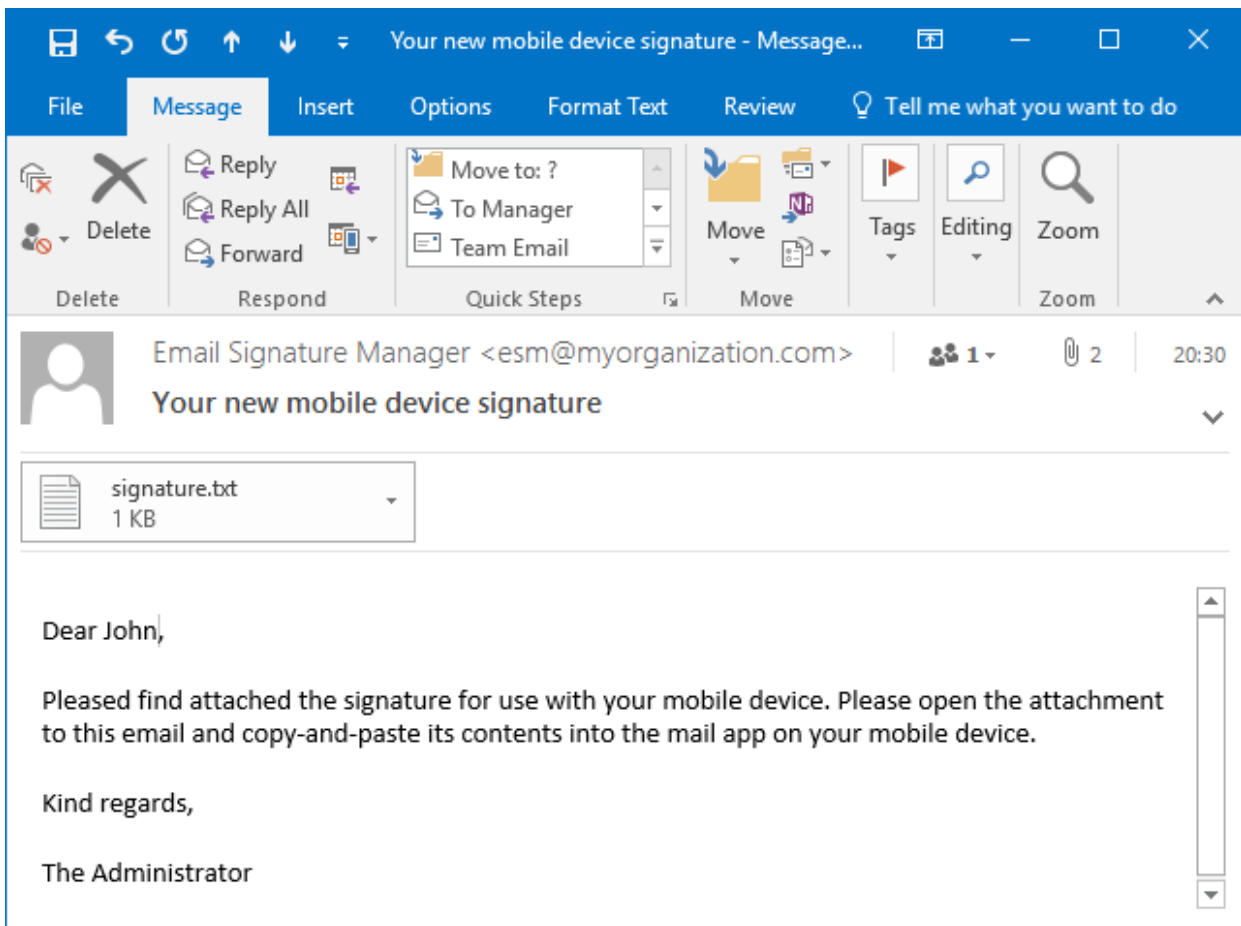 Your new mobile device signature - Message...
File Message Insert Options Format Text Review Tell me what you want to do
Delete
Reply
Reply All
Forward
Move to: ?
To Manager
Team Email
Move
Tags
Editing
Zoom
Delete Respond Quick Steps Move Zoom
Email Signature Manager <esm@myorganization.com> 1 2 20:30
Your new mobile device signature
signature.txt
1 KB
Dear John,
Pleased find attached the signature for use with your mobile device. Please open the attachment
to this email and copy-and-paste its contents into the mail app on your mobile device.
Kind regards,
The Administrator